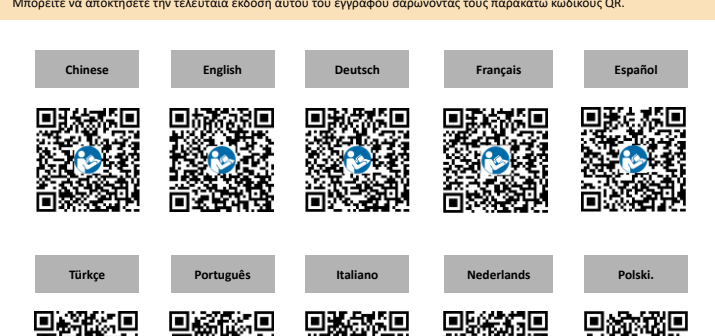 Μπορείτε να αποκτήσετε την τελευταία έκδοση αυτού του εγγράφου σαρώνοντας τους παρακάτω κωδικούς QR.
Chinese English Deutsch Français Español
Türkçe Português Italiano Nederlands Polski.